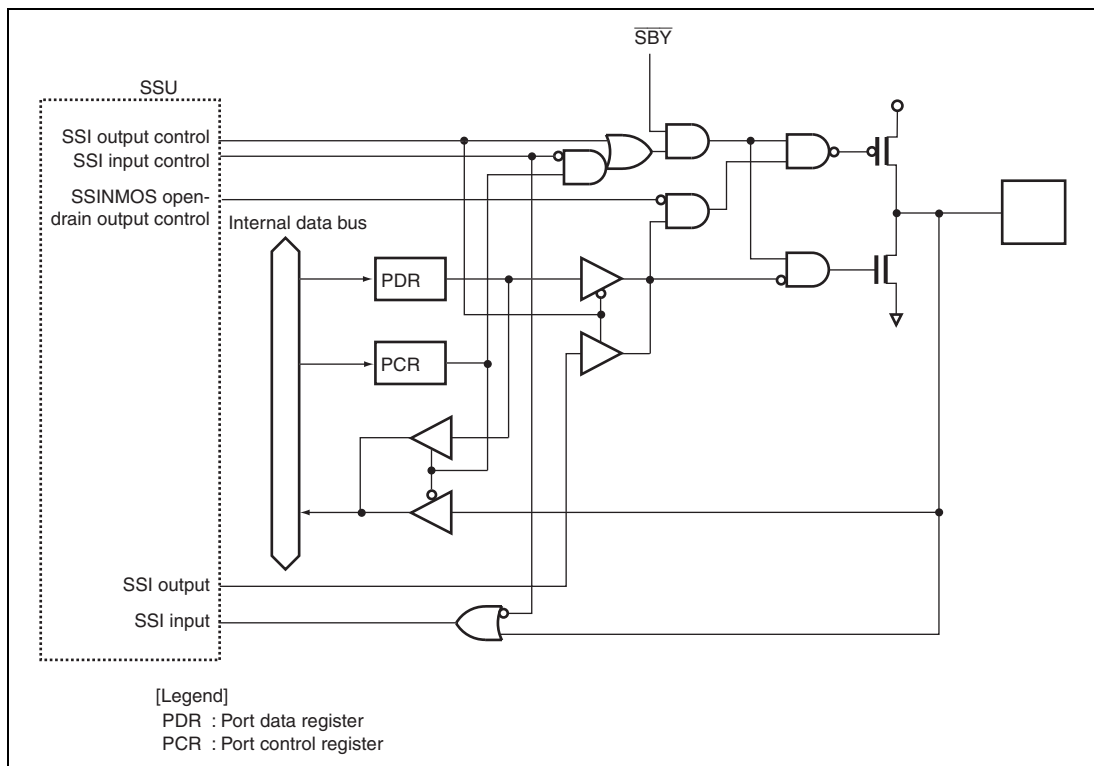 SBY
SSU
SSI output control
SSI input control
SSINMOS open-
drain output control
Internal data bus
PDR
PCR
SSI output
SSI input
[Legend]
PDR : Port data register
PCR : Port control register